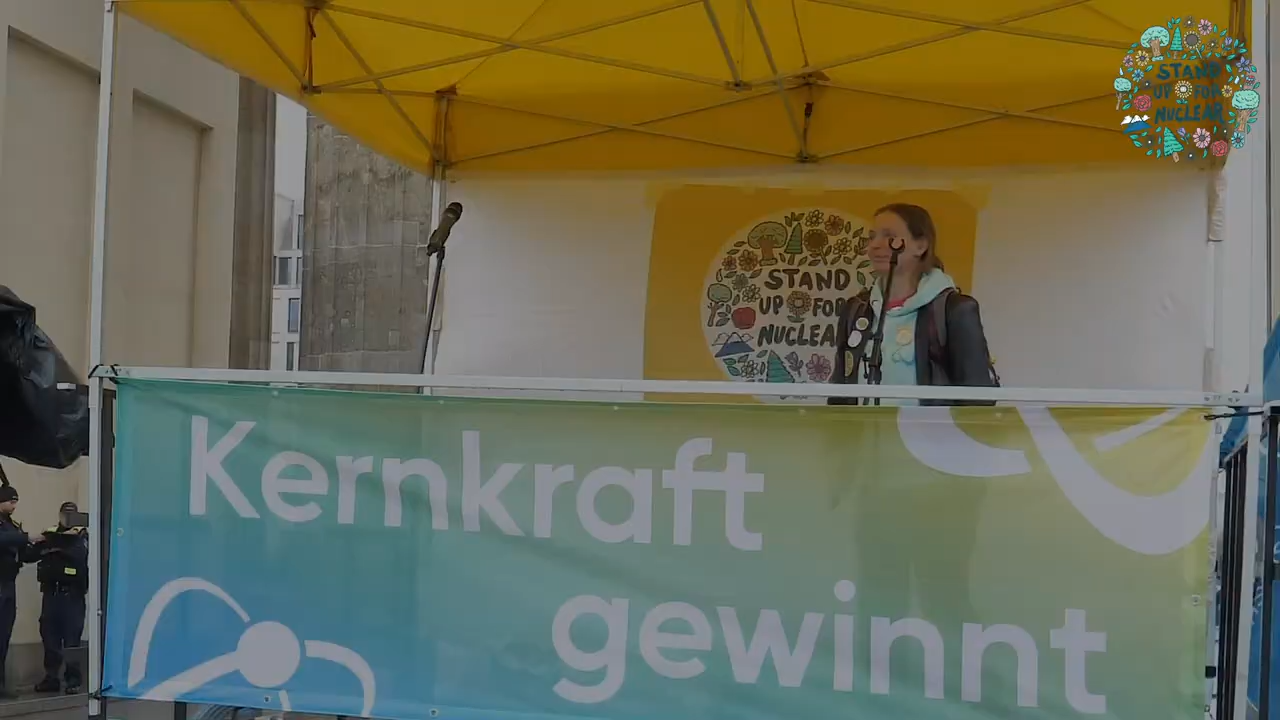 STAND
UP FOR
NUCLEAR
STAND
UP FOR
NUCLEAR
Kernkraft
gewinnt